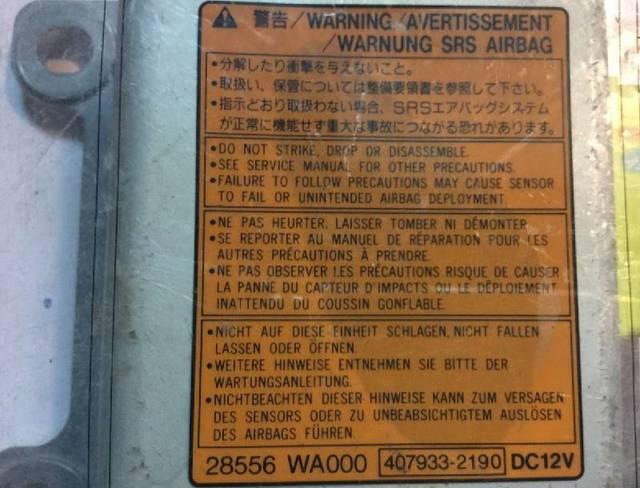 警告/WARNING/AVERTISSEMENT
/WARNUNG SRS AIRBAG
•分解したり衝撃を与えないこと。
•取扱い、保管については整備要領書を参照して下さい。
•指示どおり取扱わない場合、SRSエアバッグシステム
が正常に機能せず重大な事故につながる恐れがあります。
•DO NOT STRIKE, DROP OR DISASSEMBLE.
•SEE SERVICE MANUAL FOR OTHER PRECAUTIONS.
•FAILURE TO FOLLOW PRECAUTIONS MAY CAUSE SENSOR
TO FAIL OR UNINTENDED AIRBAG DEPLOYMENT.
•NE PAS HEURTER, LAISSER TOMBER NI DÉMONTER
•SE REPORTER AU MANUEL DE RÉPARATION POUR LES
AUTRES PRÉCAUTIONS À PRENDRE.
•NE PAS OBSERVER LES PRÉCAUTIONS RISQUE DE CAUSER
LA PANNE DU CAPTEUR D'IMPACTS OU LE DÉPLOIEMENT
INATTENDU DU COUSSIN GONFLABLE.
•NICHT AUF DIESE EINHEIT SCHLAGEN, NICHT FALLEN
LASSEN ODER ÖFFNEN.
•WEITERE HINWEISE ENTNEHMEN SIE BITTE DER
WARTUNGSANLEITUNG.
•NICHTBEACHTEN DIESER HINWEISE KANN ZUM VERSAGEN
DES SENSORS ODER ZU UNBEABSICHTIGTEM AUSLÖSEN
DES AIRBAGS FÜHREN.
28556 WA000 407933-2190 DC12V